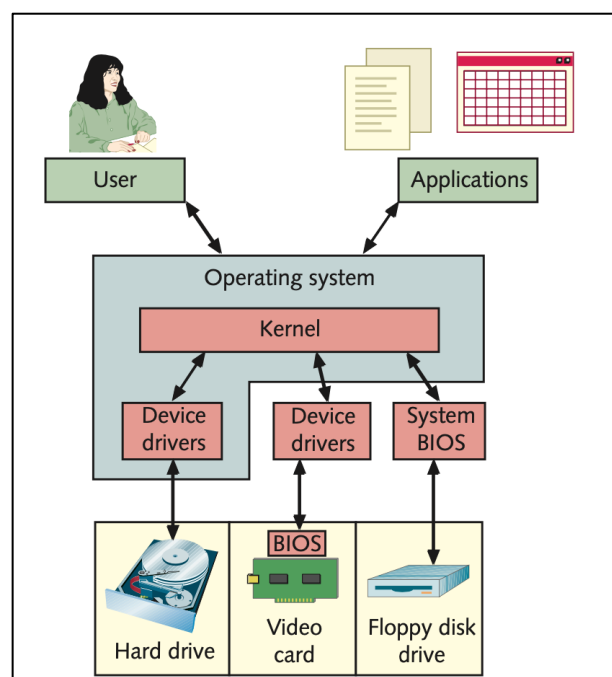 User
Applications
Operating system
Kernel
Device
drivers
Device
drivers
System
BIOS
BIOS
Hard drive
Video
card
Floppy disk
drive